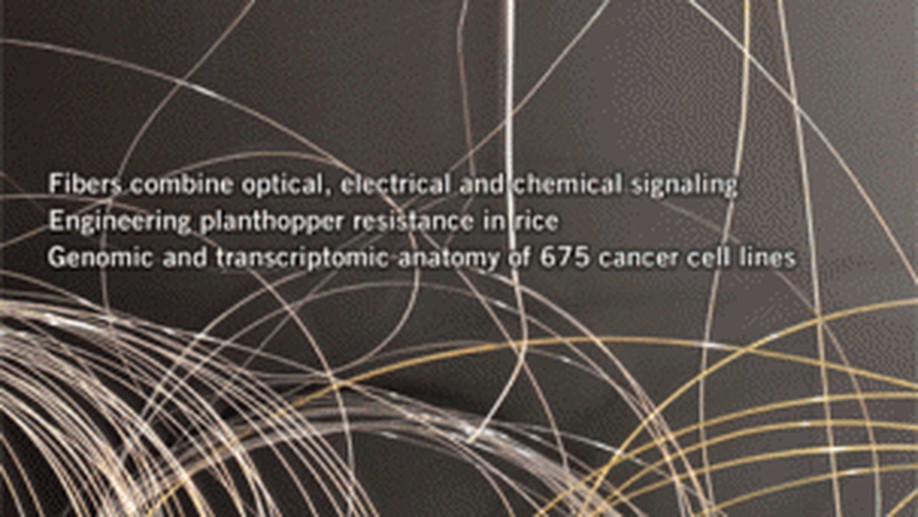 Fibers combine optical, electrical and chemical signaling
Engineering planthopper resistance in rice
Genomic and transcriptomic anatomy of 675 cancer cell lines